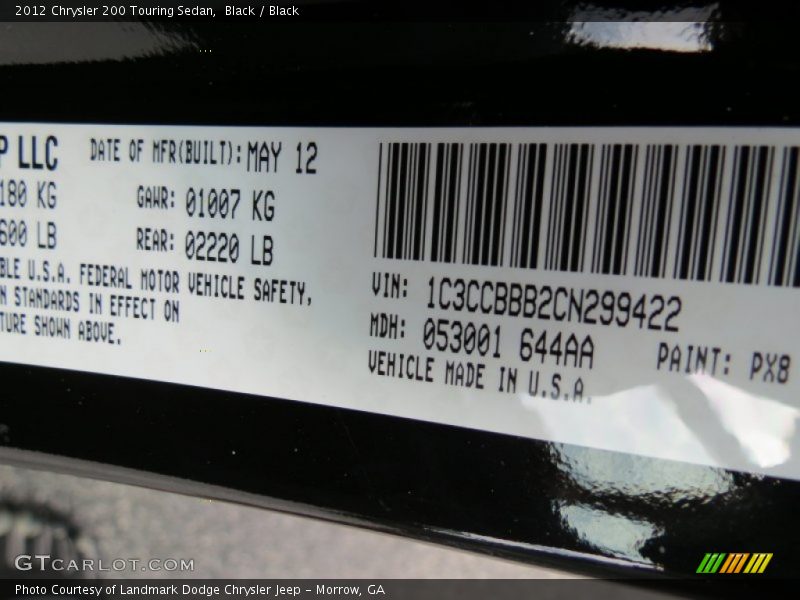 2012 Chrysler 200 Touring Sedan, Black / Black
P LLC DATE OF MFR(BUILT): MAY 12
180 KG GAWR: 01007 KG
600 LB REAR: 02220 LB
BLE U.S.A. FEDERAL MOTOR VEHICLE SAFETY,
N STANDARDS IN EFFECT ON
TURE SHOWN ABOVE.
VIN: 1C3CCBBB2CN299422
MDH: 053001 644AA PAINT: PX8
VEHICLE MADE IN U.S.A.
GTCARLOT.COM
Photo Courtesy of Landmark Dodge Chrysler Jeep - Morrow, GA